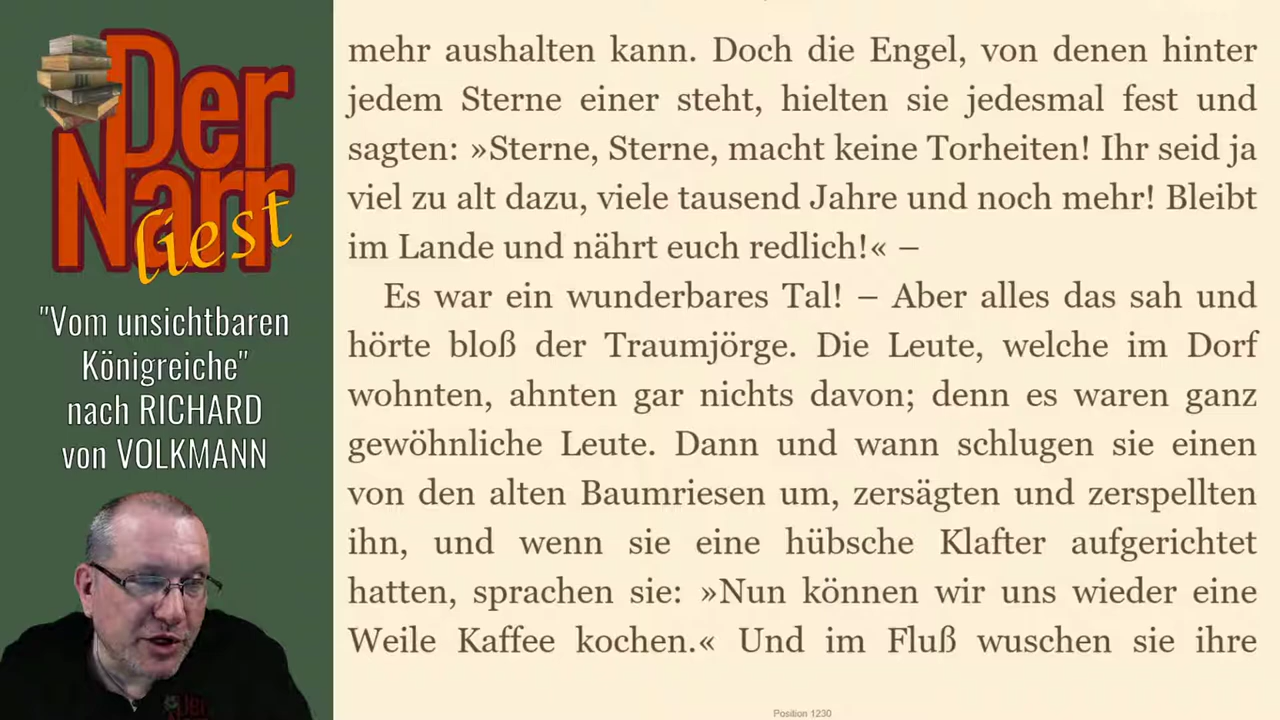 Der
Narr
liest
"Vom unsichtbaren
Königreiche"
nach RICHARD
von VOLKMANN
mehr aushalten kann. Doch die Engel, von denen hinter
jedem Sterne einer steht, hielten sie jedesmal fest und
sagten: »Sterne, Sterne, macht keine Torheiten! Ihr seid ja
viel zu alt dazu, viele tausend Jahre und noch mehr! Bleibt
im Lande und nährt euch redlich!« –
Es war ein wunderbares Tal! – Aber alles das sah und
hörte bloß der Traumjörge. Die Leute, welche im Dorf
wohnten, ahnten gar nichts davon; denn es waren ganz
gewöhnliche Leute. Dann und wann schlugen sie einen
von den alten Baumriesen um, zersägten und zerspellten
ihn, und wenn sie eine hübsche Klafter aufgerichtet
hatten, sprachen sie: »Nun können wir uns wieder eine
Weile Kaffee kochen.« Und im Fluß wuschen sie ihre
Position 1230